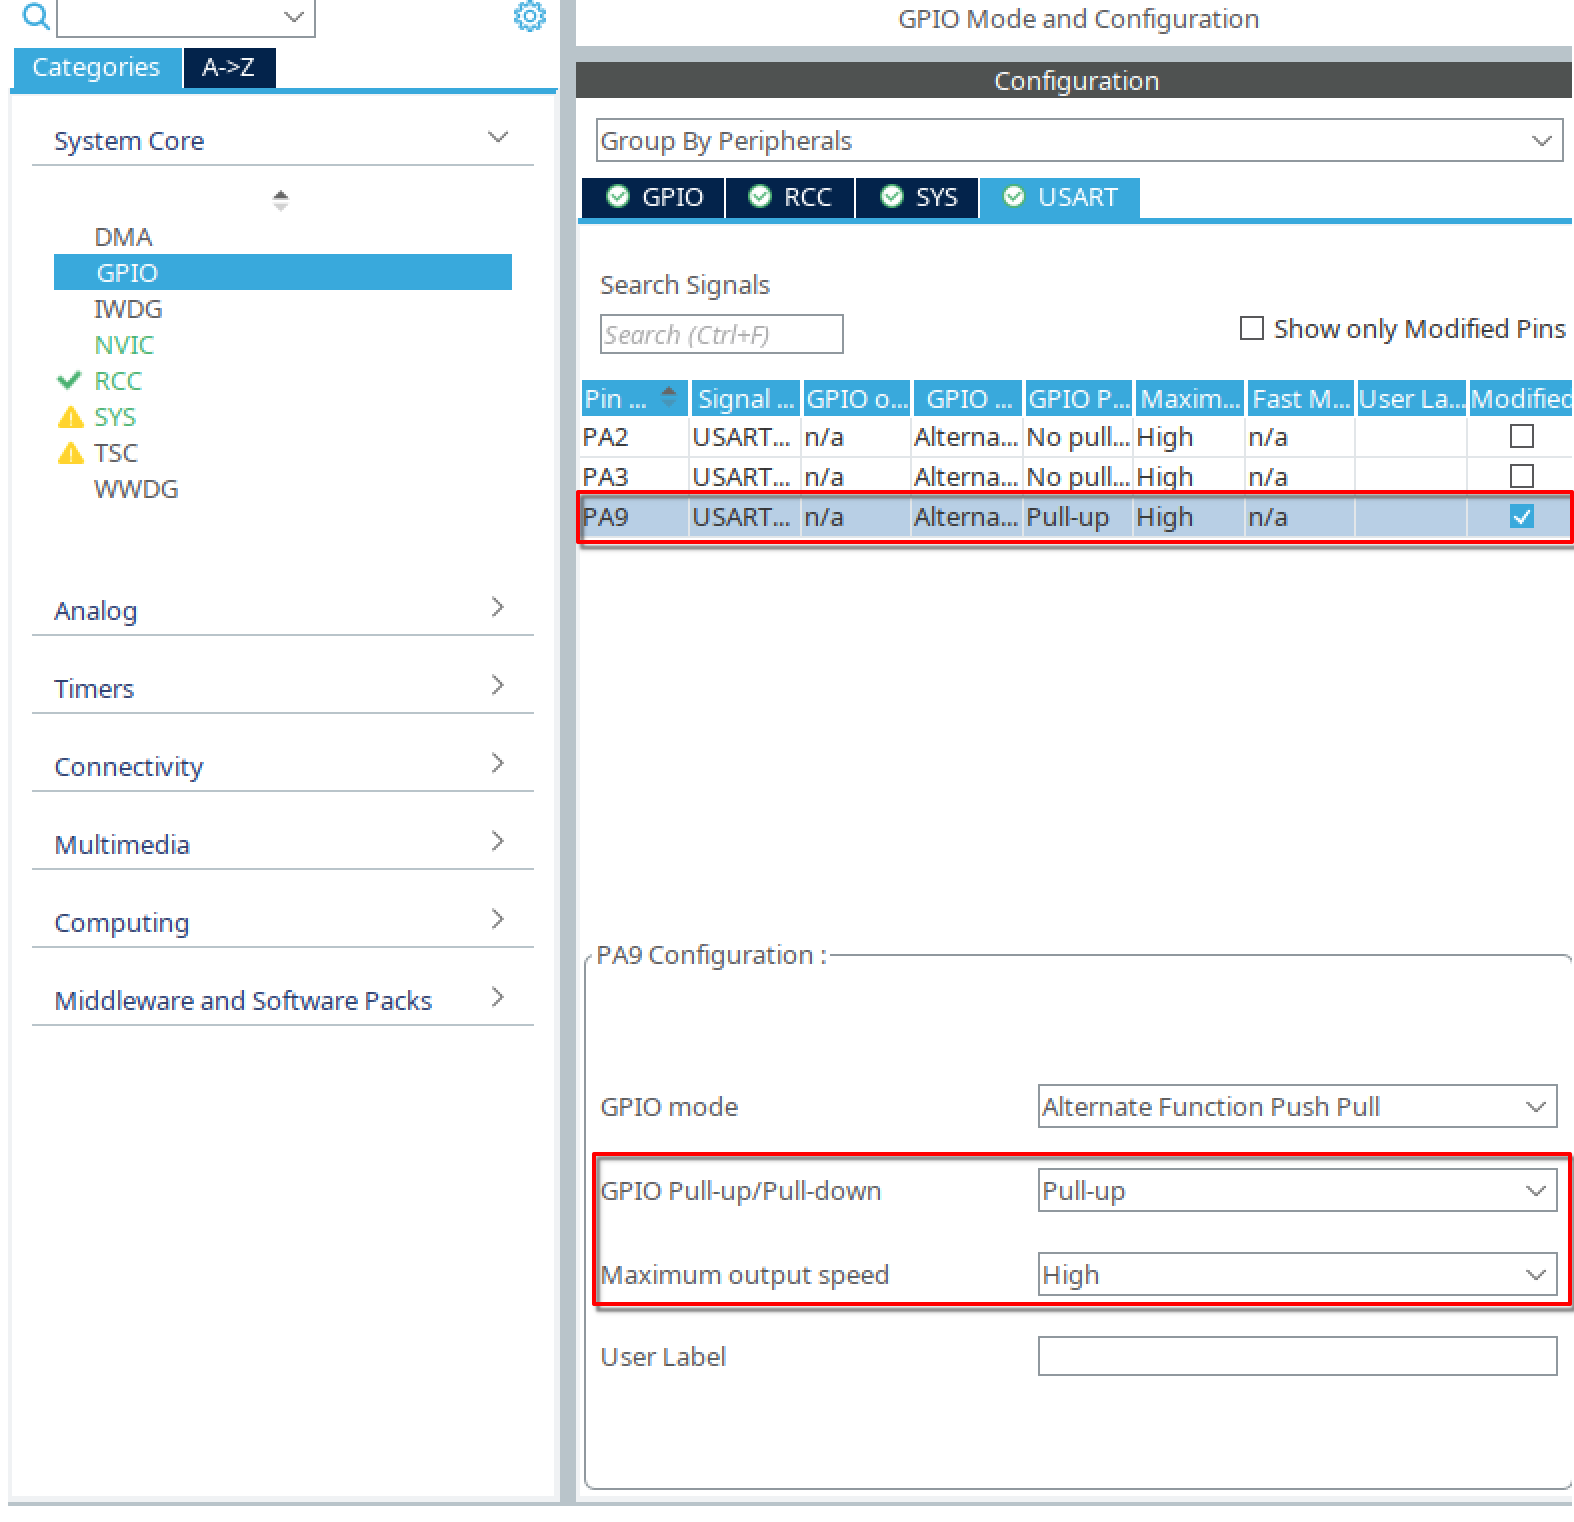 Categories
A->Z
System Core
DMA
GPIO
IWDG
NVIC
RCC
SYS
TSC
WWDG
Analog
Timers
Connectivity
Multimedia
Computing
Middleware and Software Packs
GPIO Mode and Configuration
Configuration
Group By Peripherals
GPIO RCC SYS USART
Search Signals
Search (Ctrl+F)
Show only Modified Pins
Pin ... Signal ... GPIO o... GPIO ... GPIO P... Maxim... Fast M... User La... Modified
PA2 USART... n/a Alterna... No pull... High n/a
PA3 USART... n/a Alterna... No pull... High n/a
PA9 USART... n/a Alterna... Pull-up High n/a
PA9 Configuration :
GPIO mode Alternate Function Push Pull
GPIO Pull-up/Pull-down Pull-up
Maximum output speed High
User Label